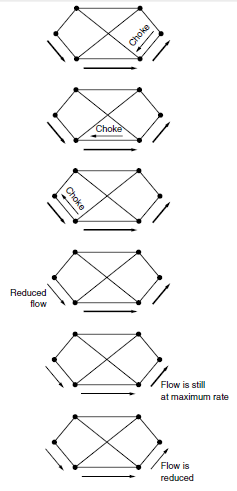 Choke
Choke
Choke
Reduced
flow
Flow is still
at maximum rate
Flow is
reduced